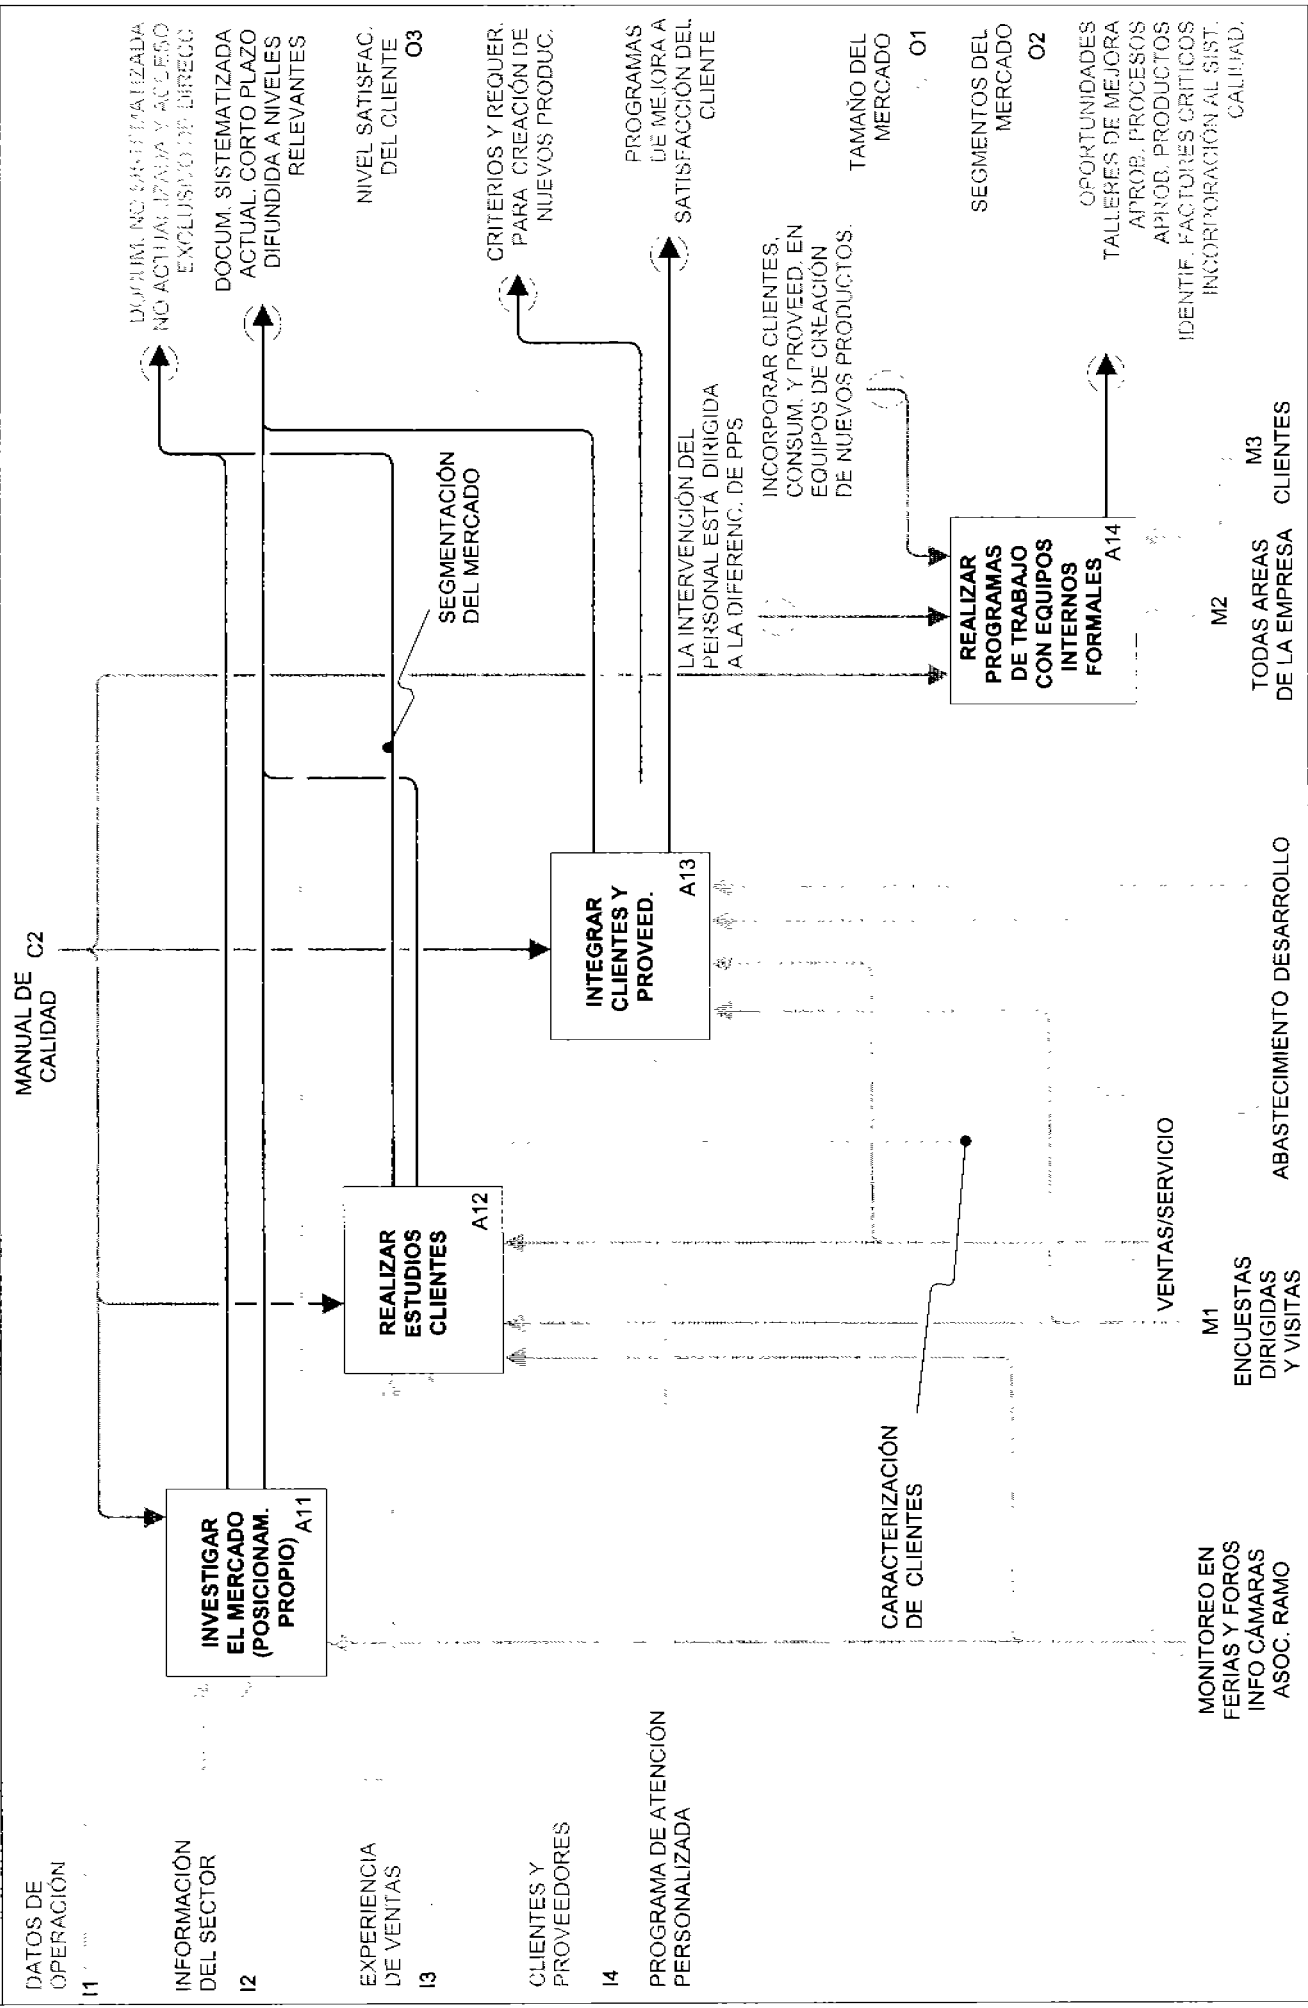 MANUAL DE
CALIDAD
C2
DATOS DE
OPERACIÓN
I1
INFORMACIÓN
DEL SECTOR
I2
EXPERIENCIA
DE VENTAS
I3
CLIENTES Y
PROVEEDORES
I4
PROGRAMA DE ATENCIÓN
PERSONALIZADA
INVESTIGAR
EL MERCADO
(POSICIONAM.
PROPIO)
A11
REALIZAR
ESTUDIOS
CLIENTES
A12
INTEGRAR
CLIENTES Y
PROVEED.
A13
REALIZAR
PROGRAMAS
DE TRABAJO
CON EQUIPOS
INTERNOS
FORMALES
A14
SEGMENTACIÓN
DEL MERCADO
CARACTERIZACIÓN
DE CLIENTES
LA INTERVENCIÓN DEL
PERSONAL ESTÁ DIRIGIDA
A LA DIFERENC. DE PPS
INCORPORAR CLIENTES,
CONSUM. Y PROVEED. EN
EQUIPOS DE CREACIÓN
DE NUEVOS PRODUCTOS.
DOCUM. NO SISTEMATIZADA
NO ACTUALIZADA Y ACCESO
EXCLUSIVO DE DIRECC
DOCUM. SISTEMATIZADA
ACTUAL. CORTO PLAZO
DIFUNDIDA A NIVELES
RELEVANTES
NIVEL SATISFAC.
DEL CLIENTE
O3
CRITERIOS Y REQUER.
PARA CREACIÓN DE
NUEVOS PRODUC.
PROGRAMAS
DE MEJORA A
SATISFACCIÓN DEL
CLIENTE
TAMAÑO DEL
MERCADO
O1
SEGMENTOS DEL
MERCADO
O2
OPORTUNIDADES
TALLERES DE MEJORA
APROB. PROCESOS
APROB. PRODUCTOS
IDENTIF. FACTORES CRITICOS
INCORPORACIÓN AL SIST.
CALIDAD.
MONITOREO EN
FERIAS Y FOROS
INFO CÁMARAS
ASOC. RAMO
VENTAS/SERVICIO
M1
ENCUESTAS
DIRIGIDAS
Y VISITAS
ABASTECIMIENTO DESARROLLO
M2
TODAS AREAS
DE LA EMPRESA
M3
CLIENTES